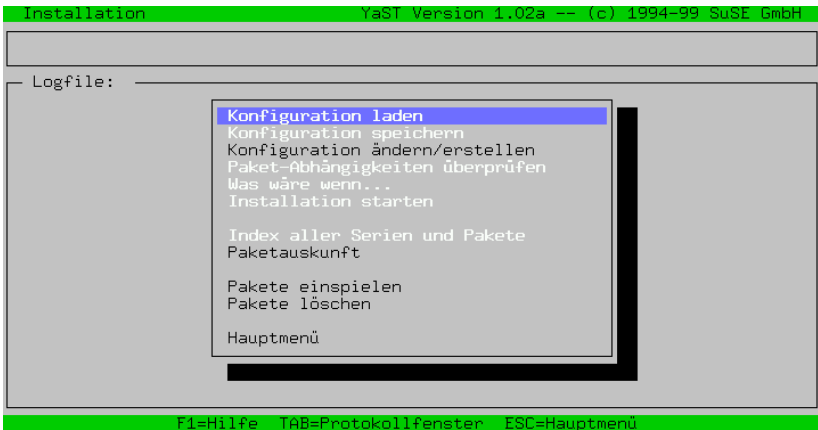 Installation YaST Version 1.02a -- (c) 1994-99 SuSE GmbH
Logfile:
Konfiguration laden
Konfiguration speichern
Konfiguration ändern/erstellen
Paket-Abhängigkeiten überprüfen
Was wäre wenn...
Installation starten
Index aller Serien und Pakete
Paketauskunft
Pakete einspielen
Pakete löschen
Hauptmenü
F1=Hilfe TAB=Protokollfenster ESC=Hauptmenü